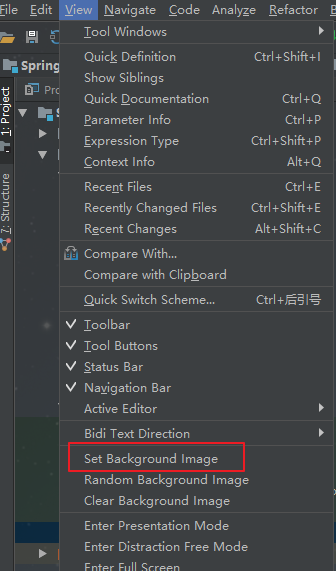 File Edit View Navigate Code Analyze Refactor
Tool Windows
Spring
Quick Definition Ctrl+Shift+I
Show Siblings
1: Project
Quick Documentation Ctrl+Q
Parameter Info Ctrl+P
Expression Type Ctrl+Shift+P
Context Info Alt+Q
7: Structure
Recent Files Ctrl+E
Recently Changed Files Ctrl+Shift+E
Recent Changes Alt+Shift+C
Compare With...
Compare with Clipboard
Quick Switch Scheme... Ctrl+后引号
Toolbar
Tool Buttons
Status Bar
Navigation Bar
Active Editor
Bidi Text Direction
Set Background Image
Random Background Image
Clear Background Image
Enter Presentation Mode
Enter Distraction Free Mode
Enter Full Screen